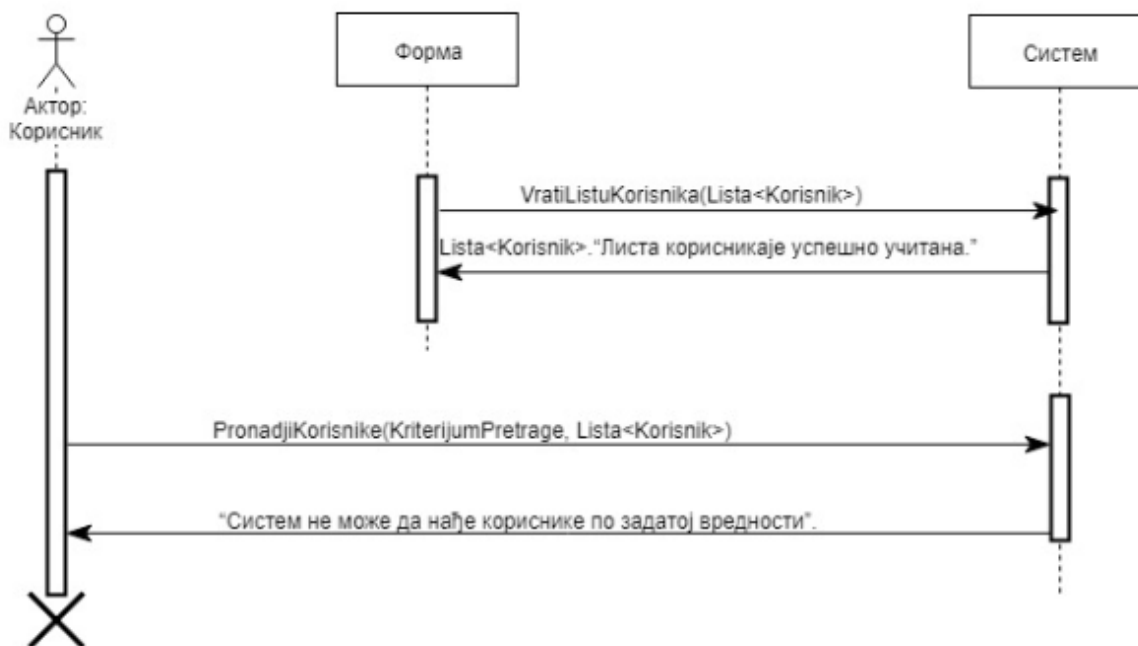 Форма
Систем
Актор:
Корисник
VratiListuKorisnika(Lista<Korisnik>)
Lista<Korisnik>.“Листа корисникаје успешно учитана.”
PronadjiKorisnike(KriterijumPretrage, Lista<Korisnik>)
“Систем не може да нађе кориснике по задатој вредности”.